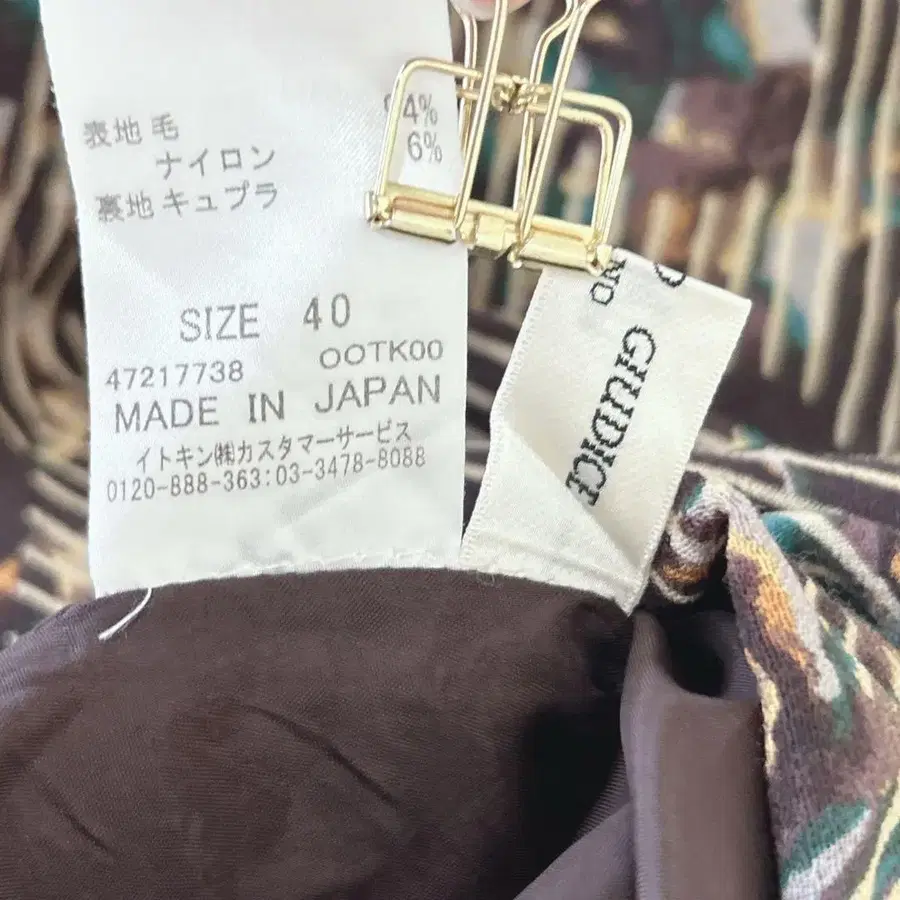 表地 毛 94%
ナイロン 6%
裏地 キュプラ
SIZE 40
47217738 OOTK00
MADE IN JAPAN
イトキン㈱カスタマーサービス
0120-888-363:03-3478-8088
GIUDICE